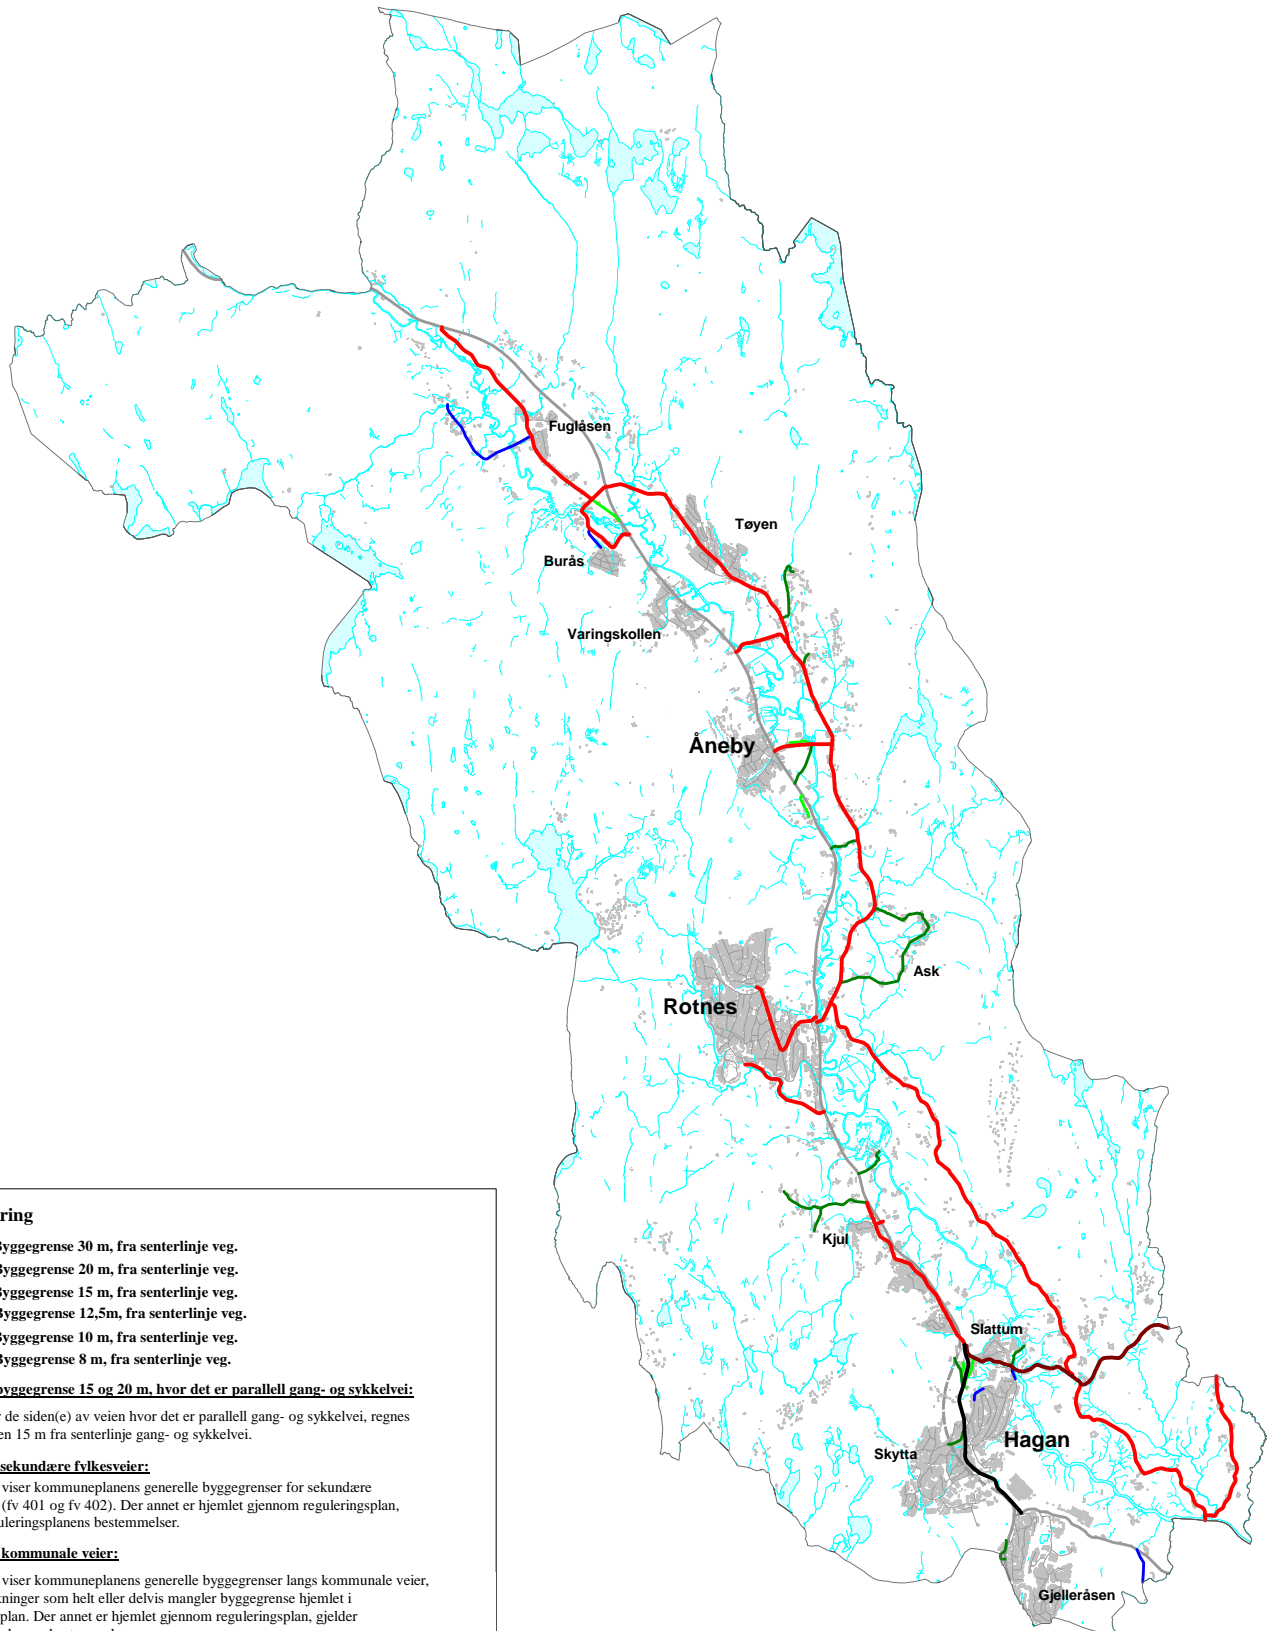 Fuglåsen
Tøyen
Burås
Varingskollen
Åneby
Ask
Rotnes
Kjul
Slattum
Hagan
Skytta
Gjelleråsen
ring
Byggegrense 30 m, fra senterlinje veg.
Byggegrense 20 m, fra senterlinje veg.
Byggegrense 15 m, fra senterlinje veg.
Byggegrense 12,5m, fra senterlinje veg.
Byggegrense 10 m, fra senterlinje veg.
Byggegrense 8 m, fra senterlinje veg.
byggegrense 15 og 20 m, hvor det er parallell gang- og sykkelvei:
de siden(e) av veien hvor det er parallell gang- og sykkelvei, regnes
en 15 m fra senterlinje gang- og sykkelvei.
sekundære fylkesveier:
viser kommuneplanens generelle byggegrenser for sekundære
(fv 401 og fv 402). Der annet er hjemlet gjennom reguleringsplan,
uleringsplanens bestemmelser.
kommunale veier:
viser kommuneplanens generelle byggegrenser langs kommunale veier,
kninger som helt eller delvis mangler byggegrense hjemlet i
plan. Der annet er hjemlet gjennom reguleringsplan, gjelder